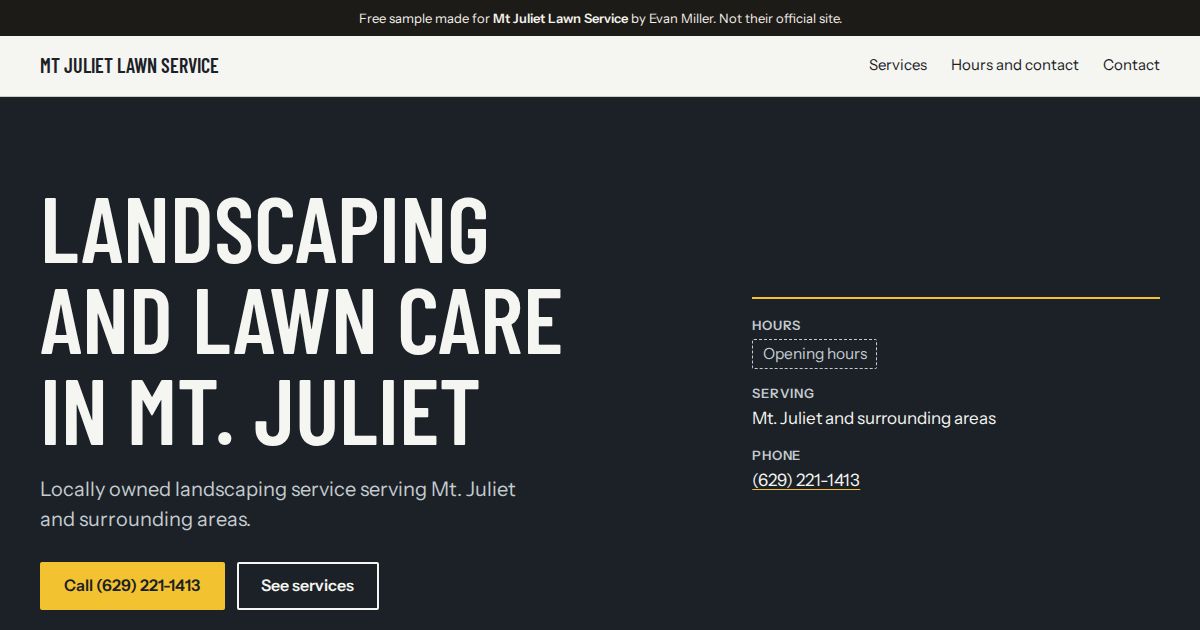 Free sample made for Mt Juliet Lawn Service by Evan Miller. Not their official site.
MT JULIET LAWN SERVICE
Services
Hours and contact
Contact
LANDSCAPING
AND LAWN CARE
IN MT. JULIET
Locally owned landscaping service serving Mt. Juliet
and surrounding areas.
Call (629) 221-1413
See services
HOURS
Opening hours
SERVING
Mt. Juliet and surrounding areas
PHONE
(629) 221-1413